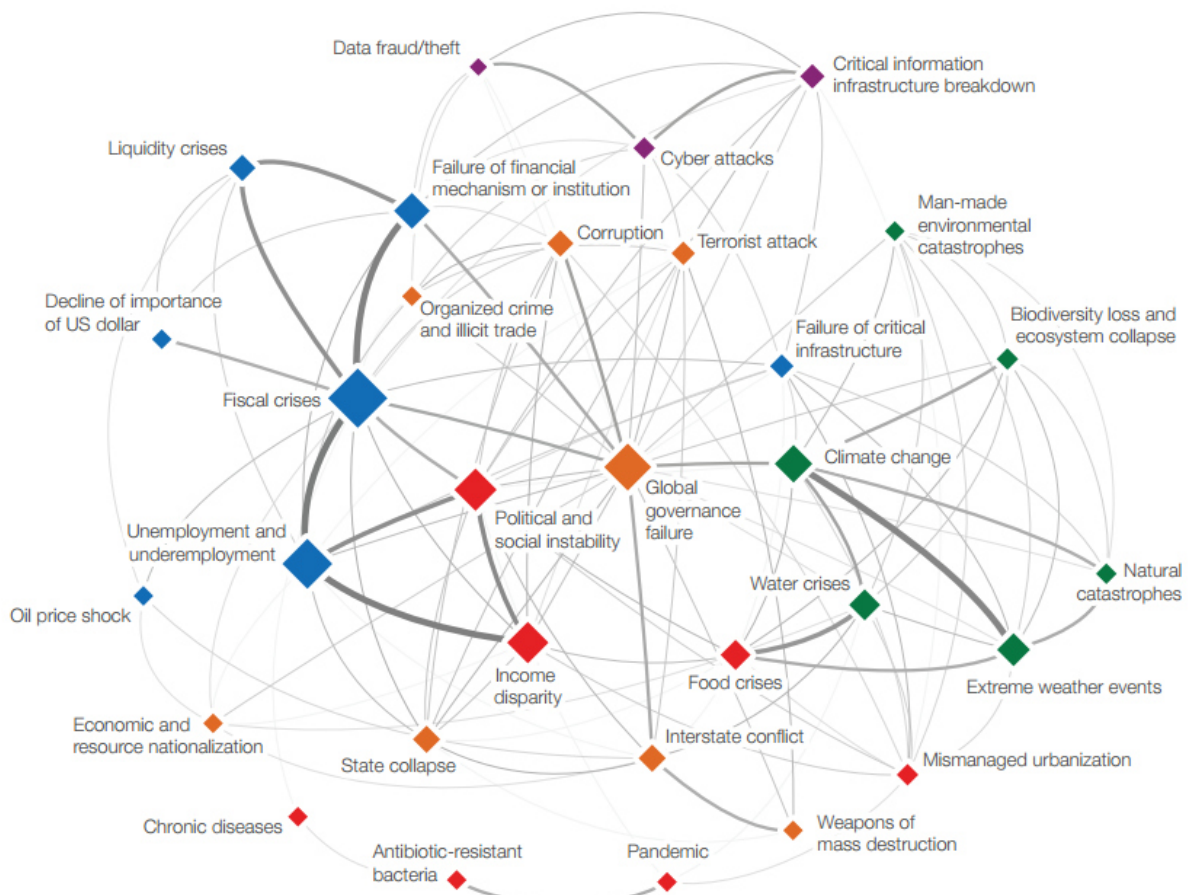 Data fraud/theft
Critical information
infrastructure breakdown
Liquidity crises
Cyber attacks
Failure of financial
mechanism or institution
Man-made
environmental
catastrophes
Corruption
Terrorist attack
Decline of importance
of US dollar
Organized crime
and illicit trade
Biodiversity loss and
ecosystem collapse
Failure of critical
infrastructure
Fiscal crises
Climate change
Global
governance
failure
Political and
social instability
Unemployment and
underemployment
Water crises
Natural
catastrophes
Oil price shock
Income
disparity
Food crises
Extreme weather events
Economic and
resource nationalization
State collapse
Interstate conflict
Mismanaged urbanization
Chronic diseases
Weapons of
mass destruction
Antibiotic-resistant
bacteria
Pandemic